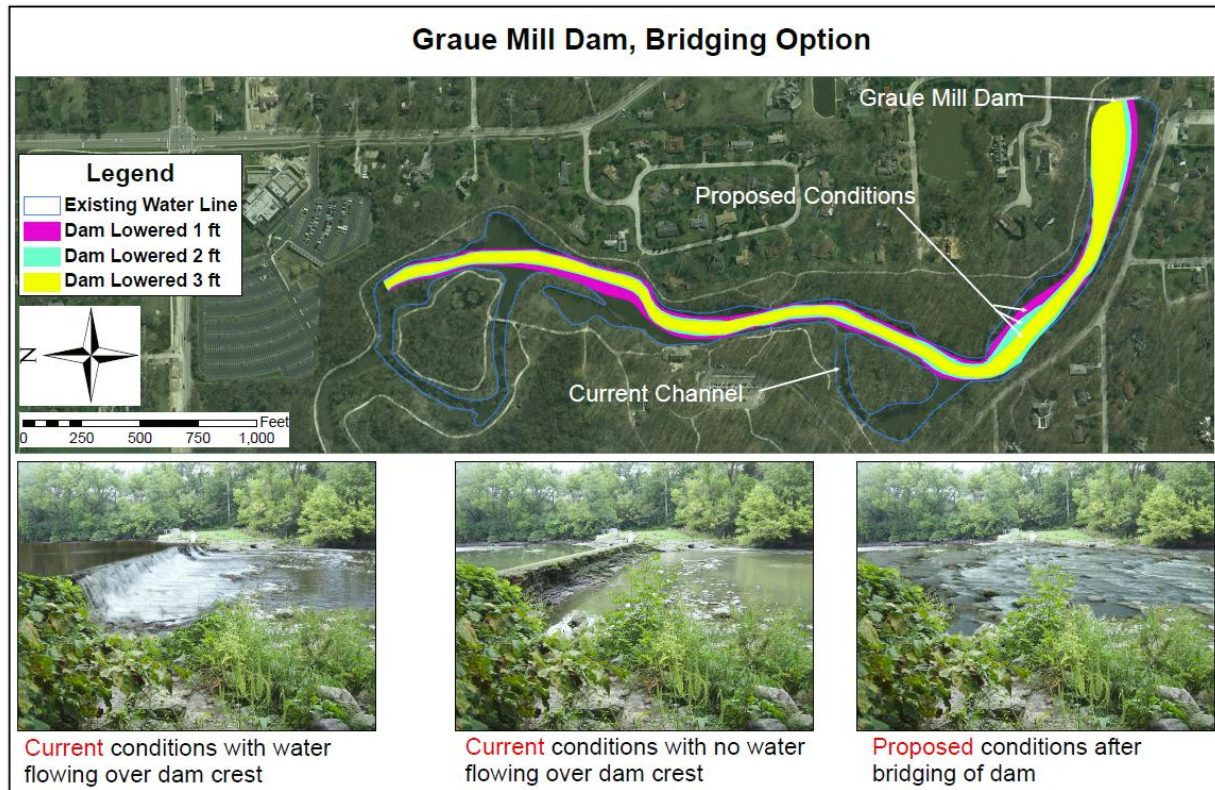 Graue Mill Dam, Bridging Option
Graue Mill Dam
Proposed Conditions
Current Channel
Legend
Existing Water Line
Dam Lowered 1 ft
Dam Lowered 2 ft
Dam Lowered 3 ft
N
Feet
0 250 500 750 1,000
Current conditions with water
flowing over dam crest
Current conditions with no water
flowing over dam crest
Proposed conditions after
bridging of dam